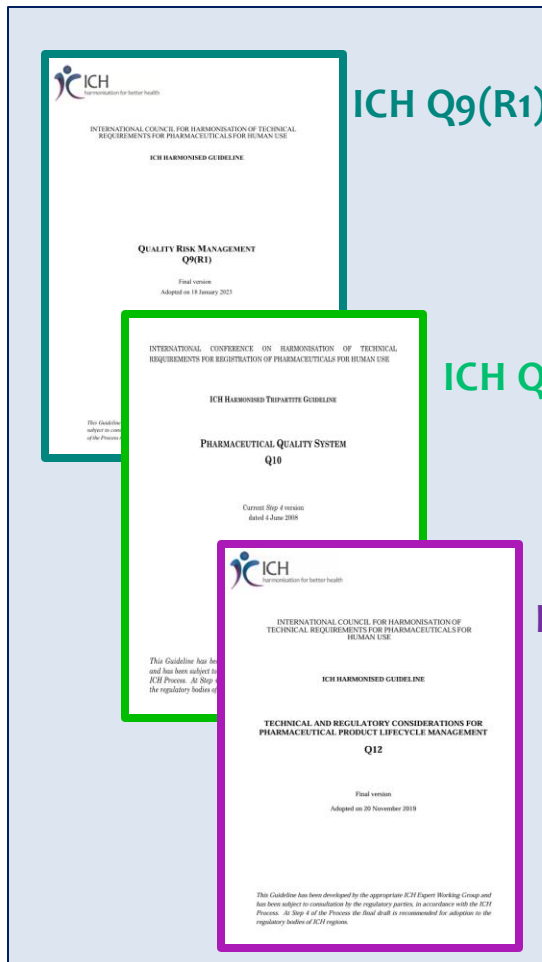 ICH
harmonisation for better health
ICH Q9(R1)
INTERNATIONAL COUNCIL FOR HARMONISATION OF TECHNICAL
REQUIREMENTS FOR PHARMACEUTICALS FOR HUMAN USE
ICH HARMONISED GUIDELINE
QUALITY RISK MANAGEMENT
Q9(R1)
Final version
Adopted on 18 January 2023
This Guideline
subject to
of the Process
INTERNATIONAL CONFERENCE ON HARMONISATION OF TECHNICAL
REQUIREMENTS FOR REGISTRATION OF PHARMACEUTICALS FOR HUMAN USE
ICH Q
ICH HARMONISED TRIPARTITE GUIDELINE
PHARMACEUTICAL QUALITY SYSTEM
Q10
Current Step 4 version
dated 4 June 2008
This Guideline has
and has been subject to
ICH Process. At Step
the regulatory bodies of
ICH
harmonisation for better health
INTERNATIONAL COUNCIL FOR HARMONISATION OF
TECHNICAL REQUIREMENTS FOR PHARMACEUTICALS FOR
HUMAN USE
ICH HARMONISED GUIDELINE
TECHNICAL AND REGULATORY CONSIDERATIONS FOR
PHARMACEUTICAL PRODUCT LIFECYCLE MANAGEMENT
Q12
Final version
Adopted on 20 November 2019
This Guideline has been developed by the appropriate ICH Expert Working Group and
has been subject to consultation by the regulatory parties, in accordance with the ICH
Process. At Step 4 of the Process the final draft is recommended for adoption to the
regulatory bodies of ICH regions.